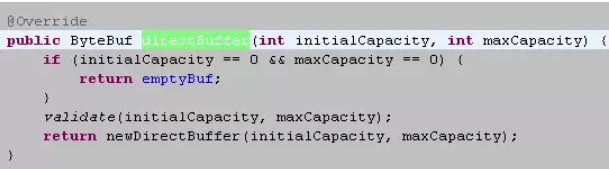 @Override
public ByteBuf directBuffer(int initialCapacity, int maxCapacity) {
if (initialCapacity == 0 && maxCapacity == 0) {
return emptyBuf;
}
validate(initialCapacity, maxCapacity);
return newDirectBuffer(initialCapacity, maxCapacity);
}